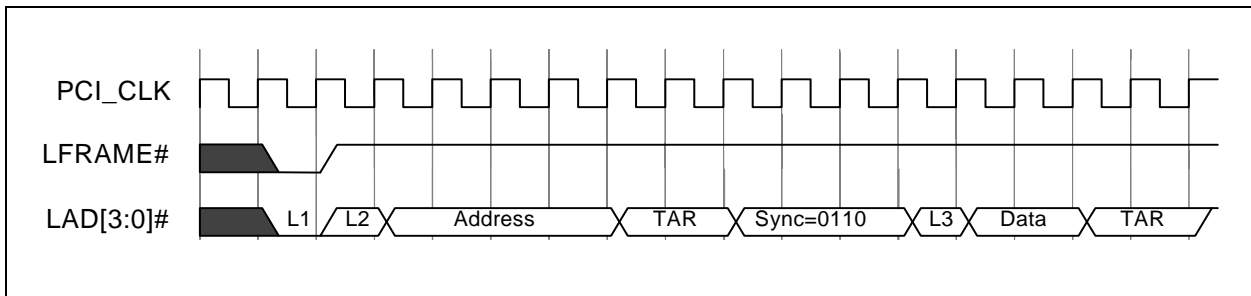 PCI_CLK
LFRAME#
LAD[3:0]# L1 L2 Address TAR Sync=0110 L3 Data TAR